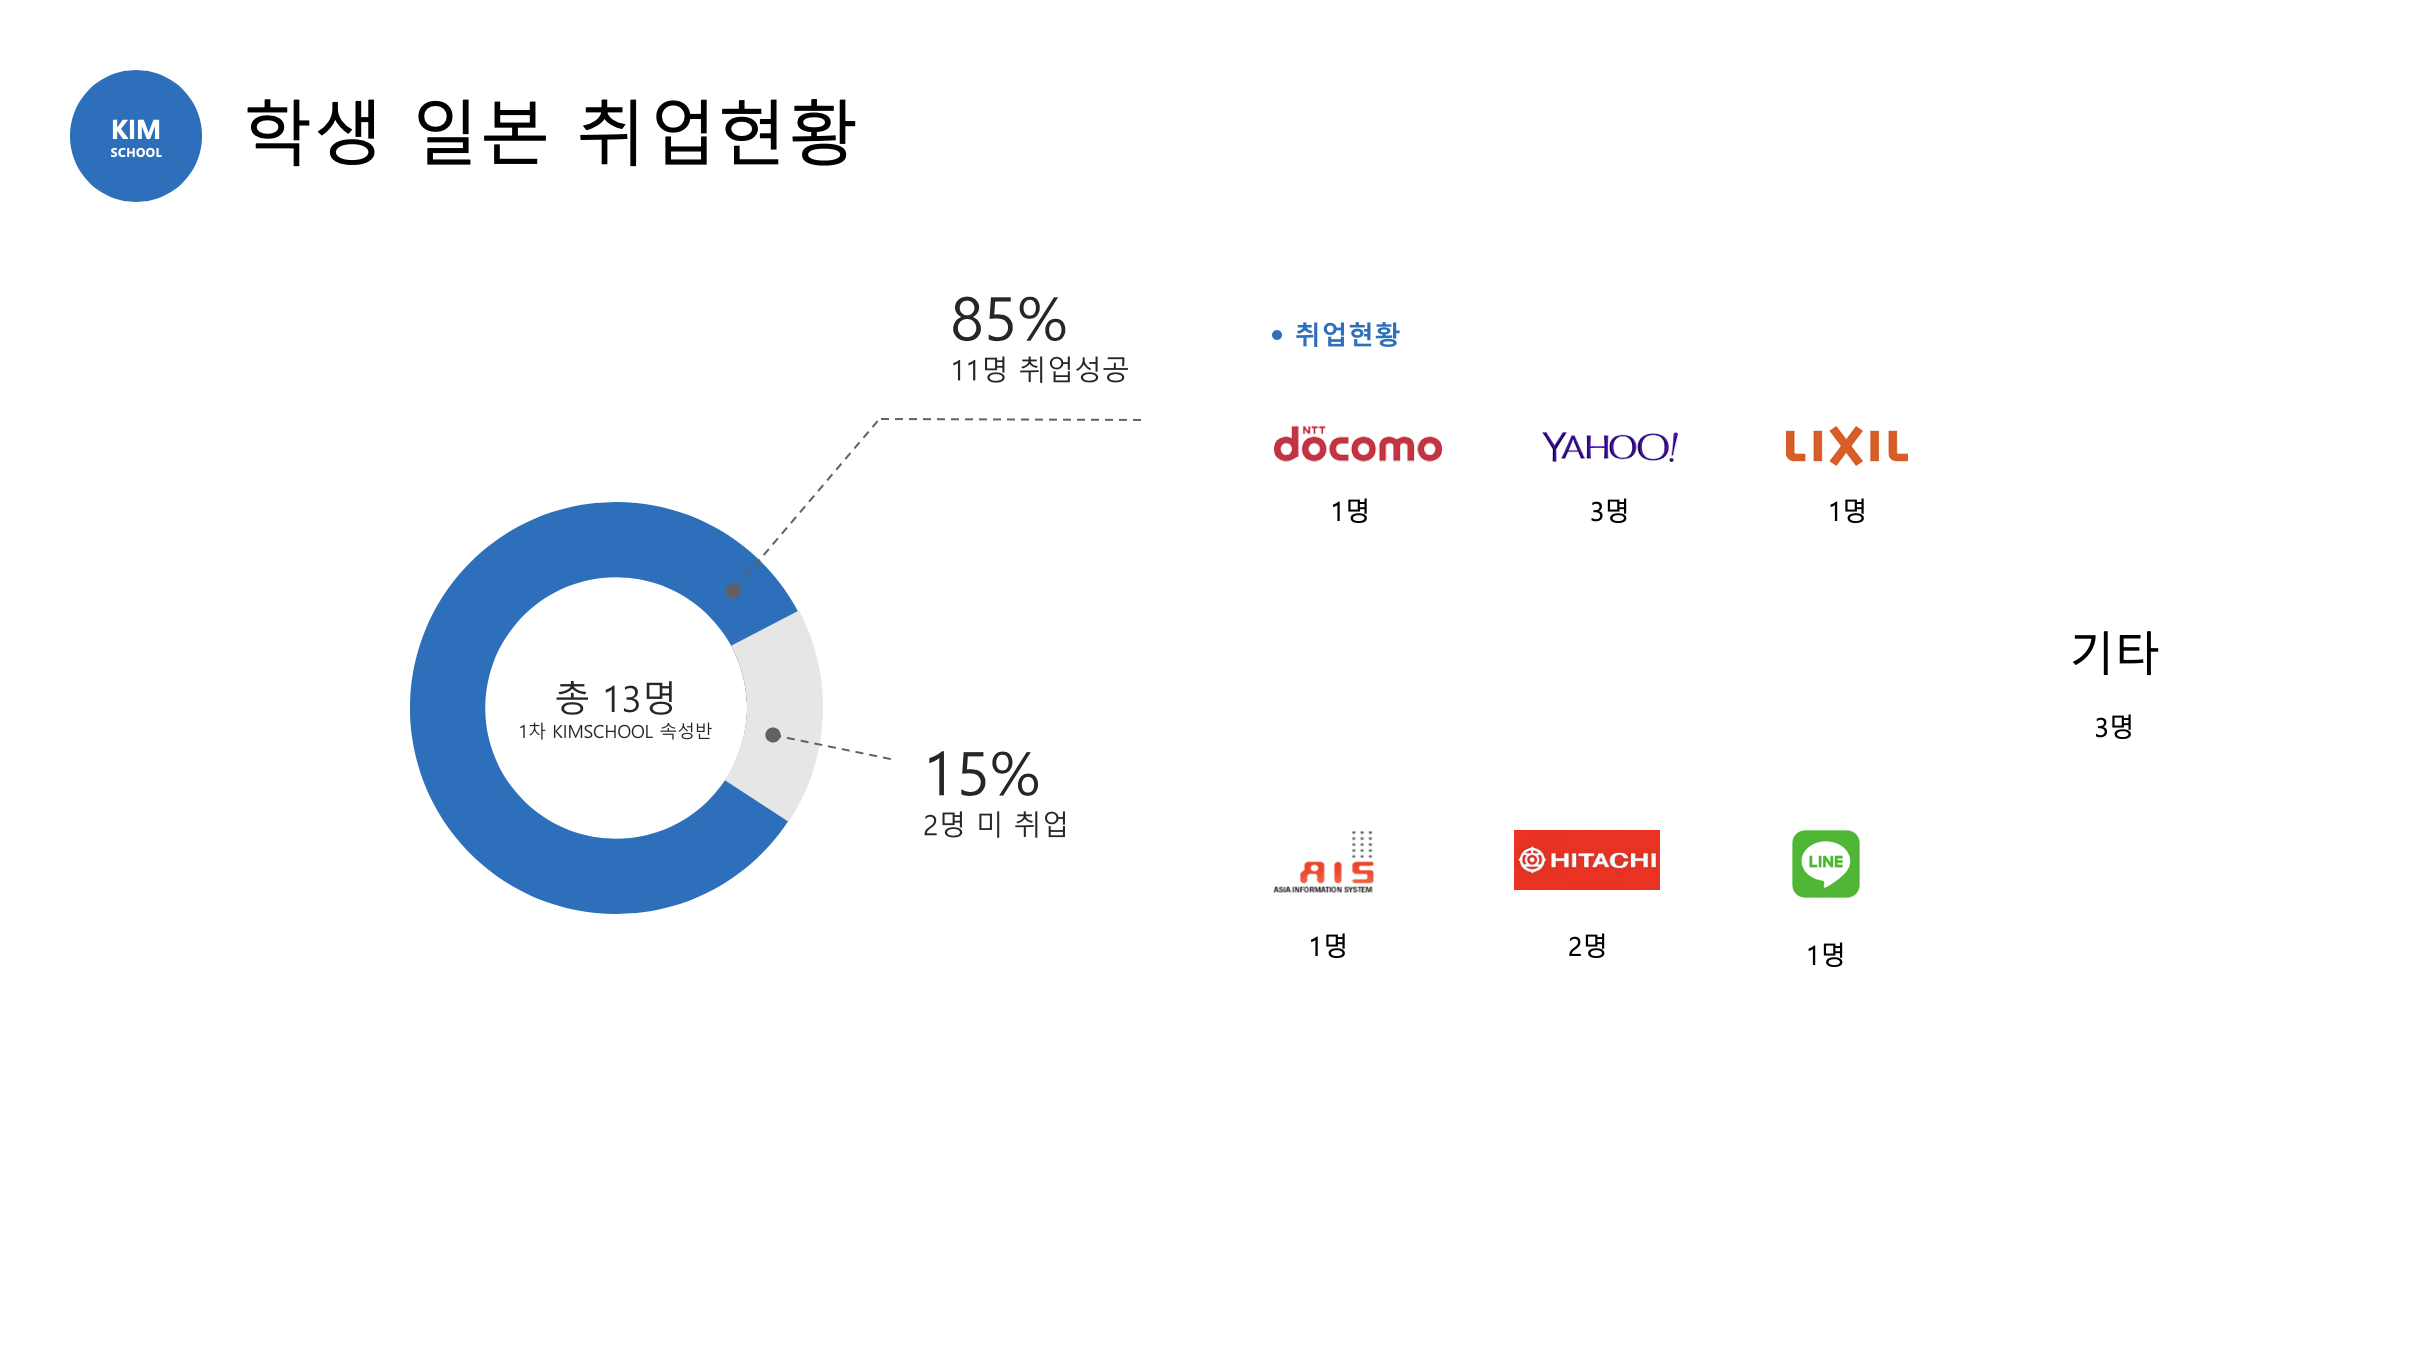 KIM
SCHOOL
학생 일본 취업현황
85%
11명 취업성공
총 13명
1차 KIMSCHOOL 속성반
15%
2명 미 취업
• 취업현황
NTT
docomo
YAHOO!
LIXIL
1명
3명
1명
기타
3명
AIS
ASIA INFORMATION SYSTEM
HITACHI
LINE
1명
2명
1명